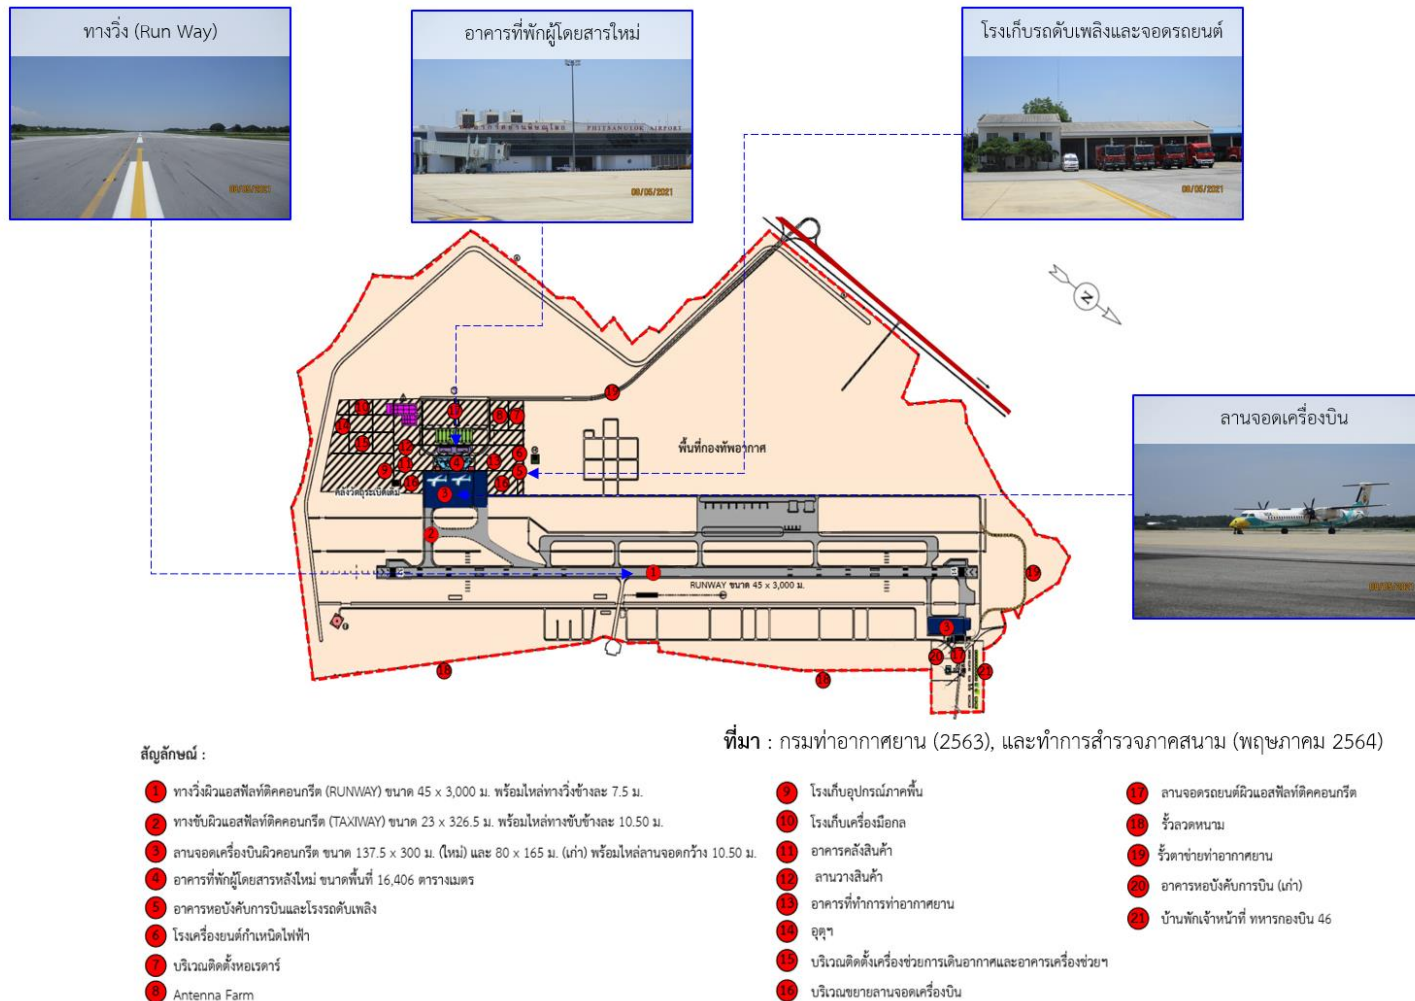 ทางวิ่ง (Run Way)
อาคารที่พักผู้โดยสารใหม่
โรงเก็บรถดับเพลิงและจอดรถยนต์
PHITSANULOK AIRPORT
08/05/2021
08/05/2021
08/05/2021
N
ลานจอดเครื่องบิน
08/05/2021
พื้นที่กองทัพอากาศ
คลังวัตถุระเบิดเดิม
RUNWAY ขนาด 45 x 3,000 ม.
ที่มา : กรมท่าอากาศยาน (2563), และทำการสำรวจภาคสนาม (พฤษภาคม 2564)
สัญลักษณ์ :
1 ทางวิ่งผิวแอสฟัลท์ติคคอนกรีต (RUNWAY) ขนาด 45 x 3,000 ม. พร้อมไหล่ทางวิ่งข้างละ 7.5 ม.
2 ทางขับผิวแอสฟัลท์ติคคอนกรีต (TAXIWAY) ขนาด 23 x 326.5 ม. พร้อมไหล่ทางขับข้างละ 10.50 ม.
3 ลานจอดเครื่องบินผิวคอนกรีต ขนาด 137.5 x 300 ม. (ใหม่) และ 80 x 165 ม. (เก่า) พร้อมไหล่ลานจอดกว้าง 10.50 ม.
4 อาคารที่พักผู้โดยสารหลังใหม่ ขนาดพื้นที่ 16,406 ตารางเมตร
5 อาคารหอบังคับการบินและโรงรถดับเพลิง
6 โรงเครื่องยนต์กำเนิดไฟฟ้า
7 บริเวณติดตั้งหอเรดาร์
8 Antenna Farm
9 โรงเก็บอุปกรณ์ภาคพื้น
10 โรงเก็บเครื่องมือกล
11 อาคารคลังสินค้า
12 ลานวางสินค้า
13 อาคารที่ทำการท่าอากาศยาน
14 อุตุฯ
15 บริเวณติดตั้งเครื่องช่วยการเดินอากาศและอาคารเครื่องช่วยฯ
16 บริเวณขยายลานจอดเครื่องบิน
17 ลานจอดรถยนต์ผิวแอสฟัลท์ติคคอนกรีต
18 รั้วลวดหนาม
19 รั้วตาข่ายท่าอากาศยาน
20 อาคารหอบังคับการบิน (เก่า)
21 บ้านพักเจ้าหน้าที่ ทหารกองบิน 46